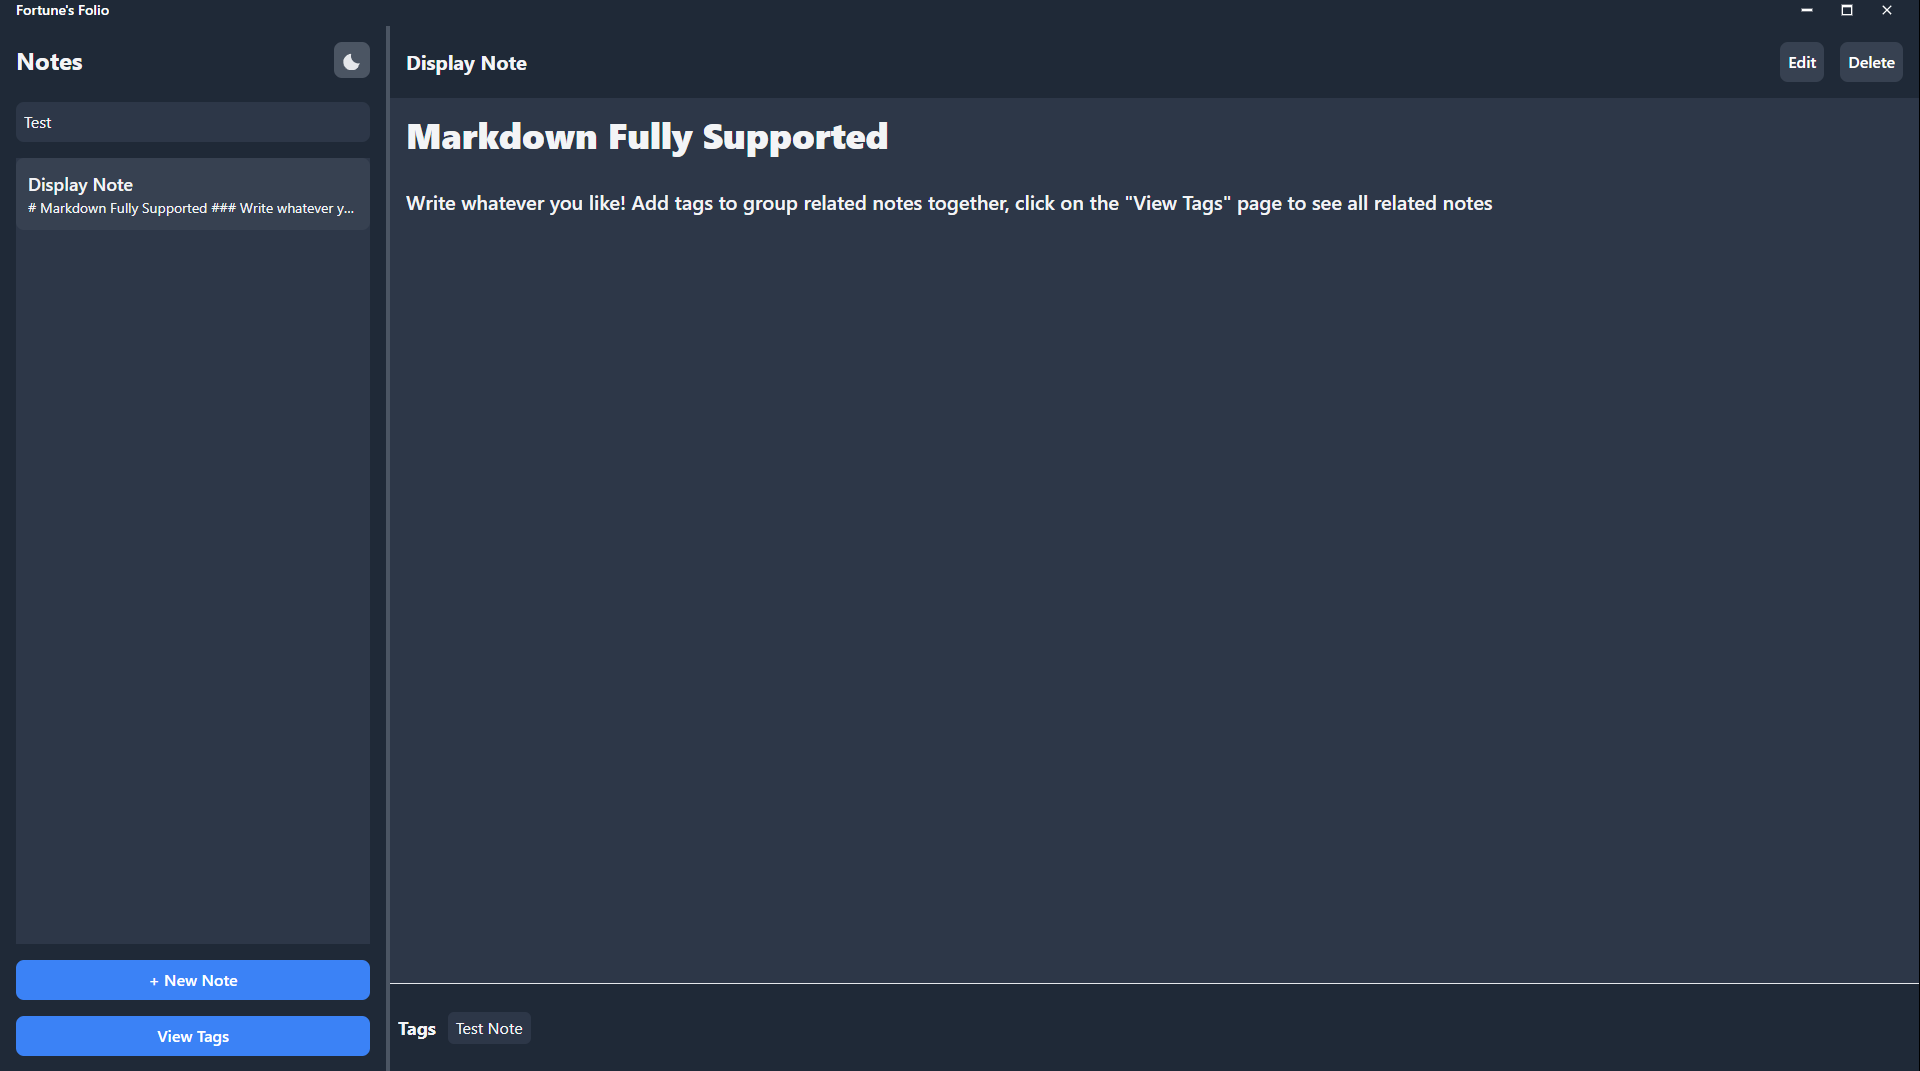 Fortune's Folio
Notes
Test
Display Note
# Markdown Fully Supported ### Write whatever y...
+ New Note
View Tags
Display Note
Edit
Delete
Markdown Fully Supported
Write whatever you like! Add tags to group related notes together, click on the "View Tags" page to see all related notes
Tags
Test Note